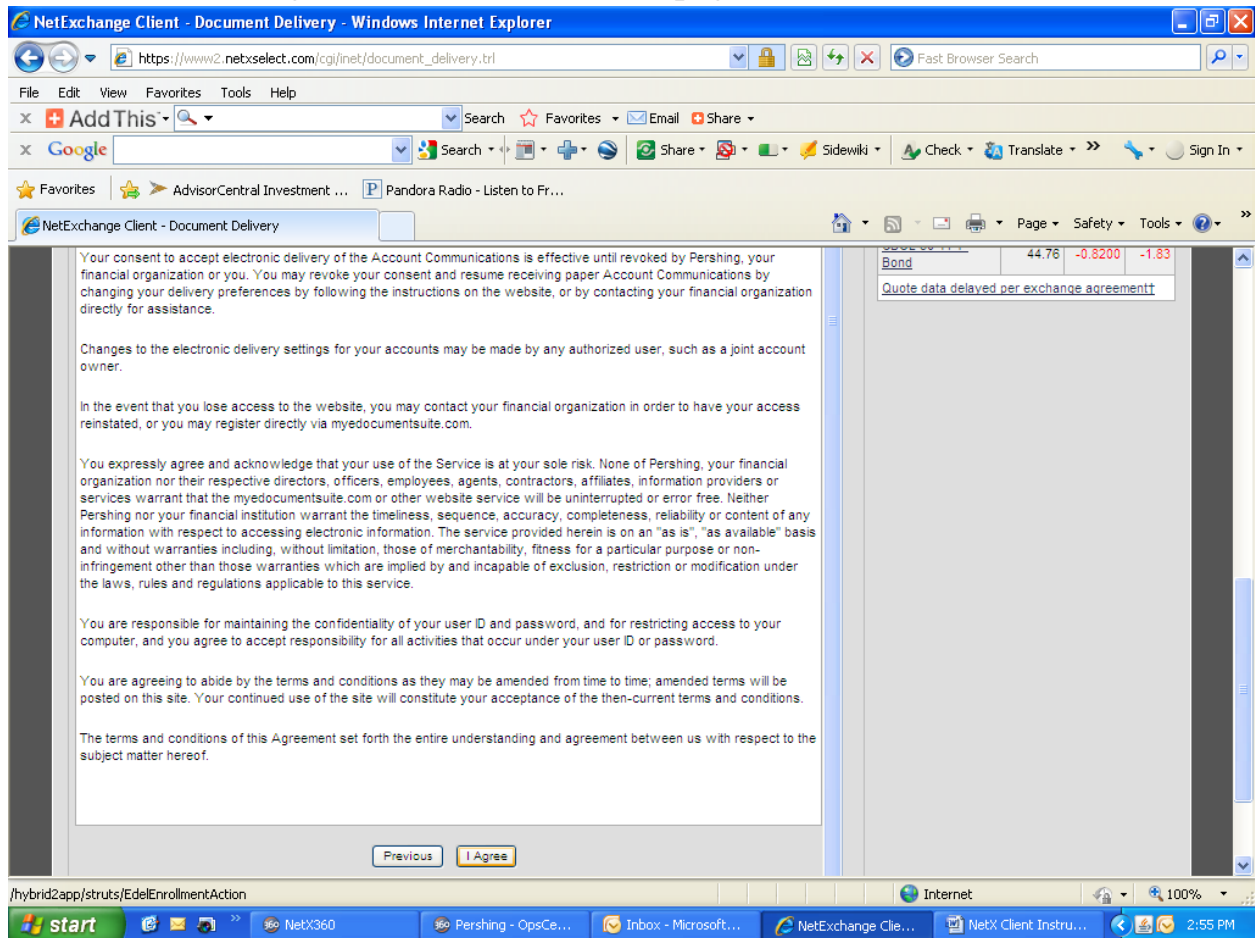 NetExchange Client - Document Delivery - Windows Internet Explorer
https://www2.netxselect.com/cgi/inet/document_delivery.trl
Fast Browser Search
File Edit View Favorites Tools Help
x AddThis Search Favorites Email Share
x Google Search Share Sidewiki Check Translate >> Sign In
Favorites AdvisorCentral Investment ... Pandora Radio - Listen to Fr...
NetExchange Client - Document Delivery Page Safety Tools >>
Your consent to accept electronic delivery of the Account Communications is effective until revoked by Pershing, your
financial organization or you. You may revoke your consent and resume receiving paper Account Communications by
changing your delivery preferences by following the instructions on the website, or by contacting your financial organization
directly for assistance.
Changes to the electronic delivery settings for your accounts may be made by any authorized user, such as a joint account
owner.
In the event that you lose access to the website, you may contact your financial organization in order to have your access
reinstated, or you may register directly via myedocumentsuite.com.
You expressly agree and acknowledge that your use of the Service is at your sole risk. None of Pershing, your financial
organization nor their respective directors, officers, employees, agents, contractors, affiliates, information providers or
services warrant that the myedocumentsuite.com or other website service will be uninterrupted or error free. Neither
Pershing nor your financial institution warrant the timeliness, sequence, accuracy, completeness, reliability or content of any
information with respect to accessing electronic information. The service provided herein is on an "as is", "as available" basis
and without warranties including, without limitation, those of merchantability, fitness for a particular purpose or non-
infringement other than those warranties which are implied by and incapable of exclusion, restriction or modification under
the laws, rules and regulations applicable to this service.
You are responsible for maintaining the confidentiality of your user ID and password, and for restricting access to your
computer, and you agree to accept responsibility for all activities that occur under your user ID or password.
You are agreeing to abide by the terms and conditions as they may be amended from time to time; amended terms will be
posted on this site. Your continued use of the site will constitute your acceptance of the then-current terms and conditions.
The terms and conditions of this Agreement set forth the entire understanding and agreement between us with respect to the
subject matter hereof.
Previous I Agree
Bond 44.76 -0.8200 -1.83
Quote data delayed per exchange agreement†
/hybrid2app/struts/EdelEnrollmentAction Internet 100%
start >> NetX360 Pershing - OpsCe... Inbox - Microsoft... NetExchange Clie... NetX Client Instru... 2:55 PM